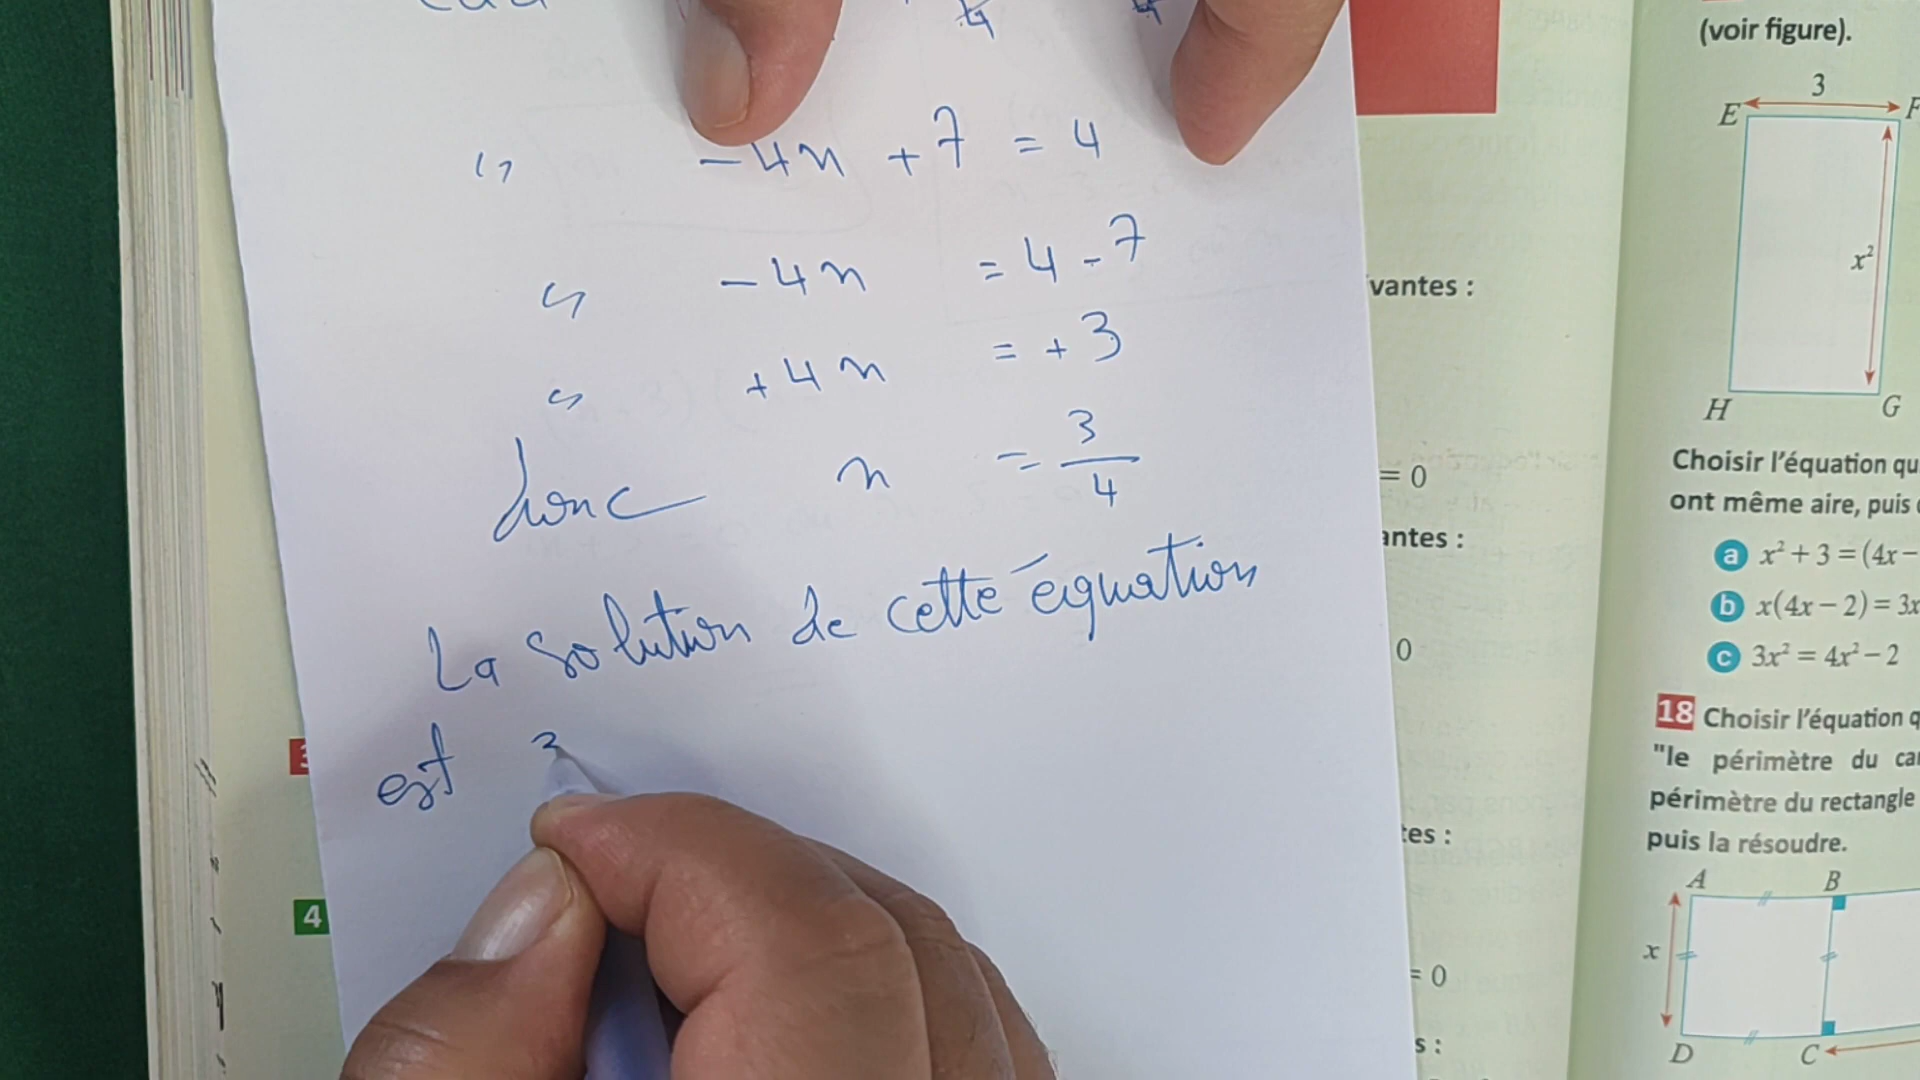 -4x + 7 = 4
-4x = 4 - 7
+4x = + 3
donc x = 3/4
La solution de cette équation
est 3
3
4
vantes :
= 0
antes :
0
tes :
= 0
s :
(voir figure).
3
E F
x²
H G
Choisir l'équation qu
ont même aire, puis
a x² + 3 = (4x −
b x(4x − 2) = 3x
c 3x² = 4x² − 2
18 Choisir l'équation q
"le périmètre du car
périmètre du rectangle
puis la résoudre.
A B
x
D C